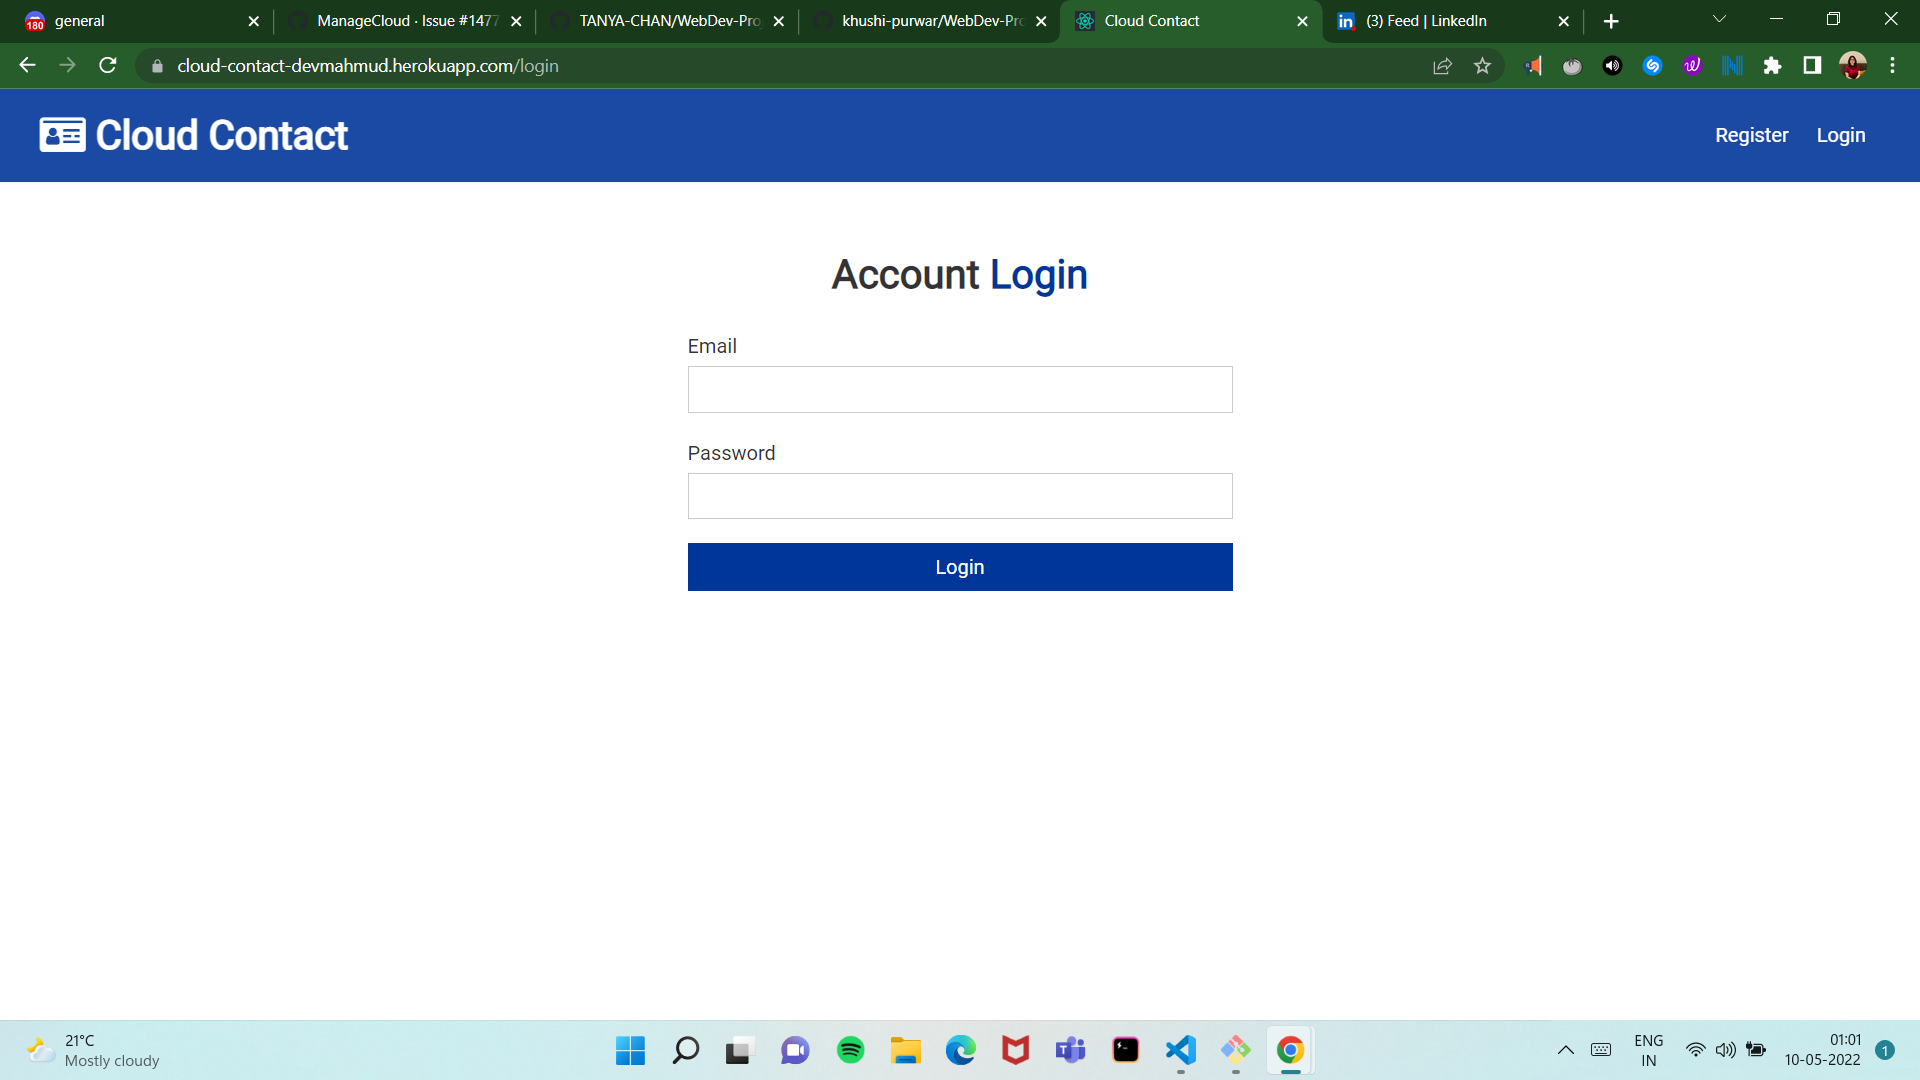 general
ManageCloud · Issue #1477
TANYA-CHAN/WebDev-Pro
khushi-purwar/WebDev-Pro
Cloud Contact
(3) Feed | LinkedIn
cloud-contact-devmahmud.herokuapp.com/login
Cloud Contact
Register
Login
Account Login
Email
Password
Login
21°C
Mostly cloudy
ENG
IN
01:01
10-05-2022
1
180